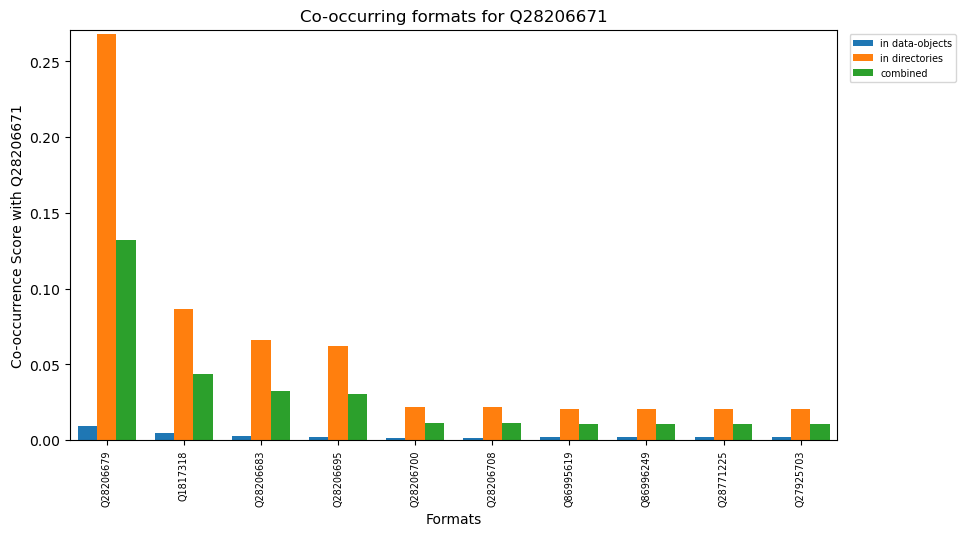 Co-occurring formats for Q28206671
in data-objects
in directories
combined
Co-occurrence Score with Q28206671
0.25
0.20
0.15
0.10
0.05
0.00
Q28206679
Q1817318
Q28206683
Q28206695
Q28206700
Q28206708
Q86995619
Q86996249
Q28771225
Q27925703
Formats